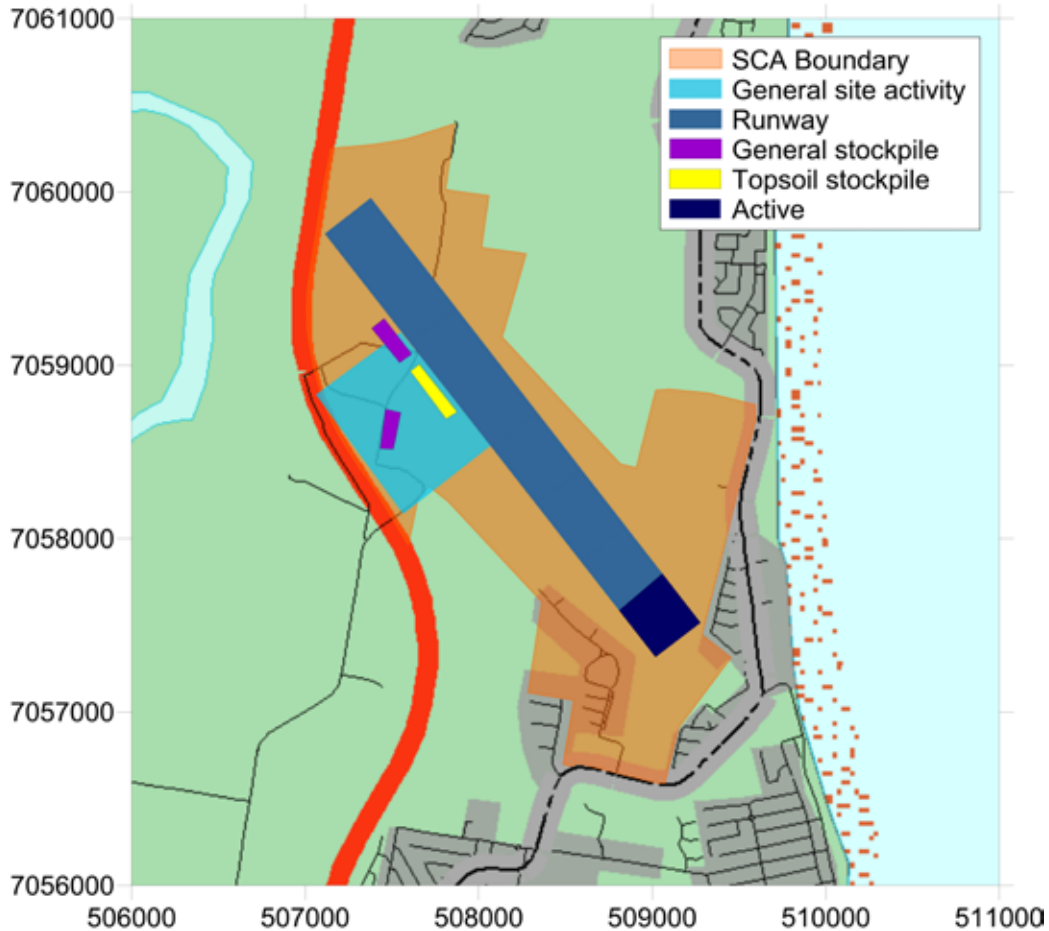 7061000
SCA Boundary
General site activity
Runway
General stockpile
Topsoil stockpile
Active
7060000
7059000
7058000
7057000
7056000
506000 507000 508000 509000 510000 511000